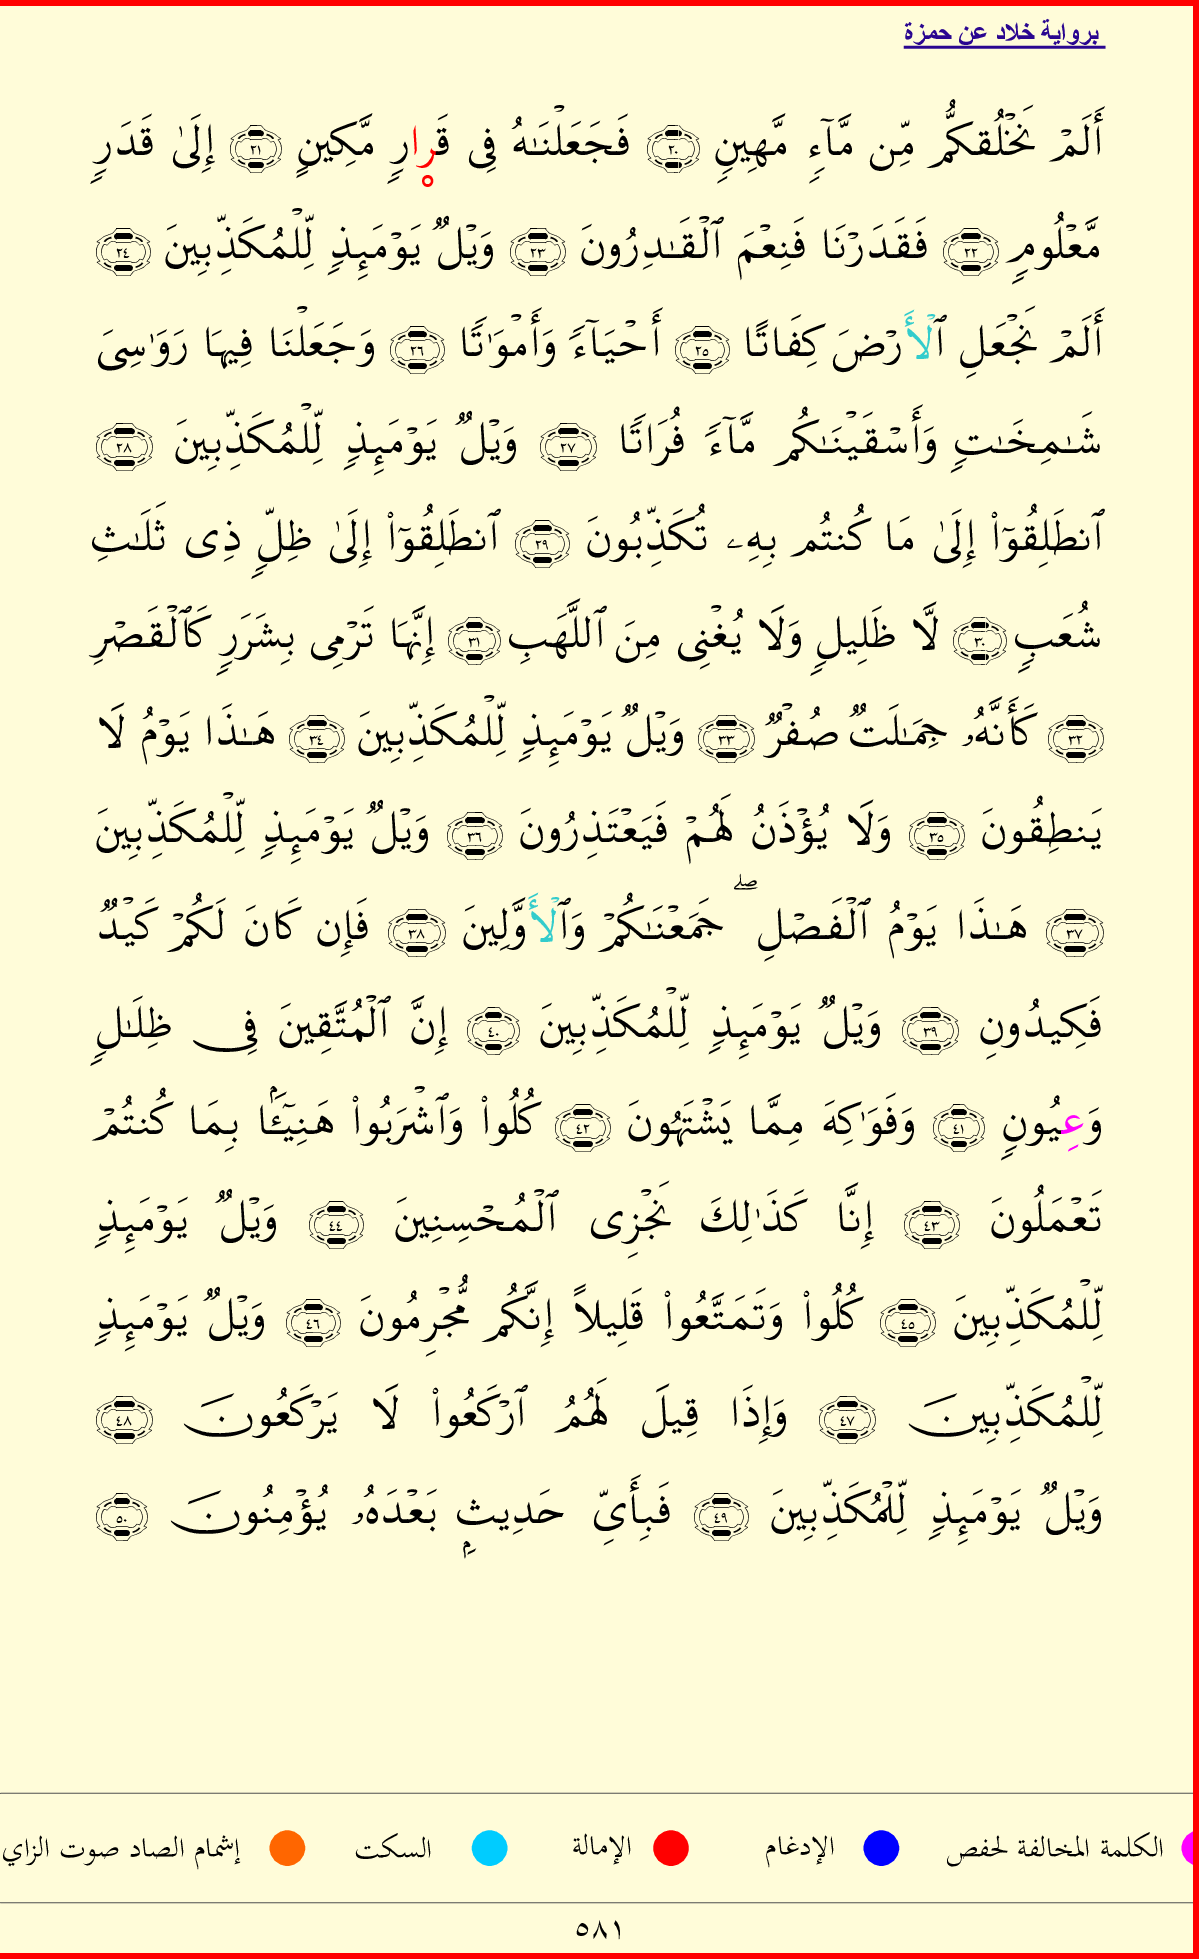 برواية خلاد عن حمزة
أَلَمْ نَخْلُقكُّم مِّن مَّآءٍ مَّهِينٍ ٢٠ فَجَعَلْنَـٰهُ فِى قَرارٍ مَّكِينٍ ٢١ إِلَىٰ قَدَرٍ
مَّعْلُومٍ ٢٢ فَقَدَرْنَا فَنِعْمَ ٱلْقَـٰدِرُونَ ٢٣ وَيْلٌ يَوْمَئِذٍ لِّلْمُكَذِّبِينَ ٢٤
أَلَمْ نَجْعَلِ ٱلْأَرْضَ كِفَاتًا ٢٥ أَحْيَآءً وَأَمْوَٰتًا ٢٦ وَجَعَلْنَا فِيهَا رَوَٰسِىَ
شَـٰمِخَـٰتٍ وَأَسْقَيْنَـٰكُم مَّآءً فُرَاتًا ٢٧ وَيْلٌ يَوْمَئِذٍ لِّلْمُكَذِّبِينَ ٢٨
ٱنطَلِقُوٓا۟ إِلَىٰ مَا كُنتُم بِهِۦ تُكَذِّبُونَ ٢٩ ٱنطَلِقُوٓا۟ إِلَىٰ ظِلٍّ ذِى ثَلَـٰثِ
شُعَبٍ ٣٠ لَّا ظَلِيلٍ وَلَا يُغْنِى مِنَ ٱللَّهَبِ ٣١ إِنَّهَا تَرْمِى بِشَرَرٍ كَٱلْقَصْرِ
٣٢ كَأَنَّهُۥ جِمَـٰلَتٌ صُفْرٌ ٣٣ وَيْلٌ يَوْمَئِذٍ لِّلْمُكَذِّبِينَ ٣٤ هَـٰذَا يَوْمُ لَا
يَنطِقُونَ ٣٥ وَلَا يُؤْذَنُ لَهُمْ فَيَعْتَذِرُونَ ٣٦ وَيْلٌ يَوْمَئِذٍ لِّلْمُكَذِّبِينَ
٣٧ هَـٰذَا يَوْمُ ٱلْفَصْلِ ۖ جَمَعْنَـٰكُمْ وَٱلْأَوَّلِينَ ٣٨ فَإِن كَانَ لَكُمْ كَيْدٌ
فَكِيدُونِ ٣٩ وَيْلٌ يَوْمَئِذٍ لِّلْمُكَذِّبِينَ ٤٠ إِنَّ ٱلْمُتَّقِينَ فِى ظِلَـٰلٍ
وَعِيُونٍ ٤١ وَفَوَٰكِهَ مِمَّا يَشْتَهُونَ ٤٢ كُلُوا۟ وَٱشْرَبُوا۟ هَنِيٓـَٔۢا بِمَا كُنتُمْ
تَعْمَلُونَ ٤٣ إِنَّا كَذَٰلِكَ نَجْزِى ٱلْمُحْسِنِينَ ٤٤ وَيْلٌ يَوْمَئِذٍ
لِّلْمُكَذِّبِينَ ٤٥ كُلُوا۟ وَتَمَتَّعُوا۟ قَلِيلًا إِنَّكُم مُّجْرِمُونَ ٤٦ وَيْلٌ يَوْمَئِذٍ
لِّلْمُكَذِّبِينَ ٤٧ وَإِذَا قِيلَ لَهُمُ ٱرْكَعُوا۟ لَا يَرْكَعُونَ ٤٨
وَيْلٌ يَوْمَئِذٍ لِّلْمُكَذِّبِينَ ٤٩ فَبِأَىِّ حَدِيثٍۭ بَعْدَهُۥ يُؤْمِنُونَ ٥٠
الكلمة المخالفة لحفص الإدغام الإمالة السكت إشمام الصاد صوت الزاي
٥٨١